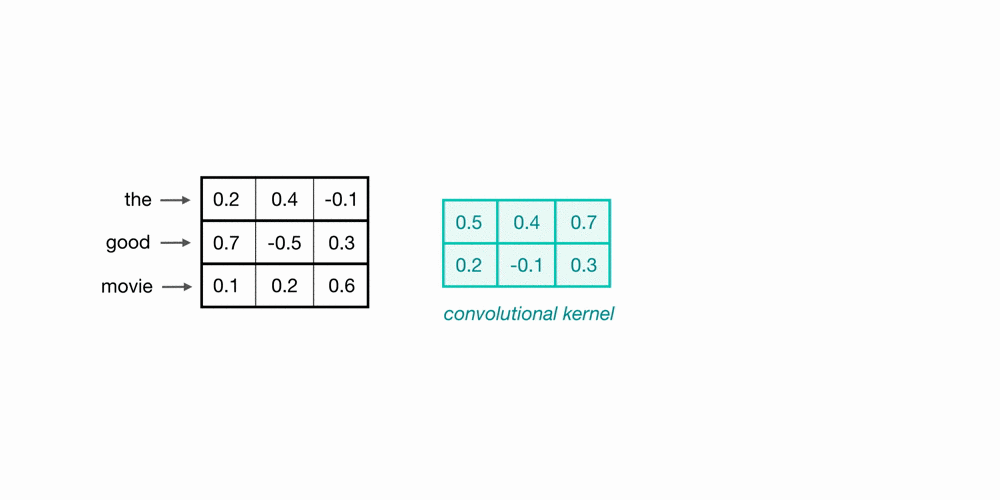 the → 0.2 0.4 -0.1
good → 0.7 -0.5 0.3
movie → 0.1 0.2 0.6
0.5 0.4 0.7
0.2 -0.1 0.3
convolutional kernel